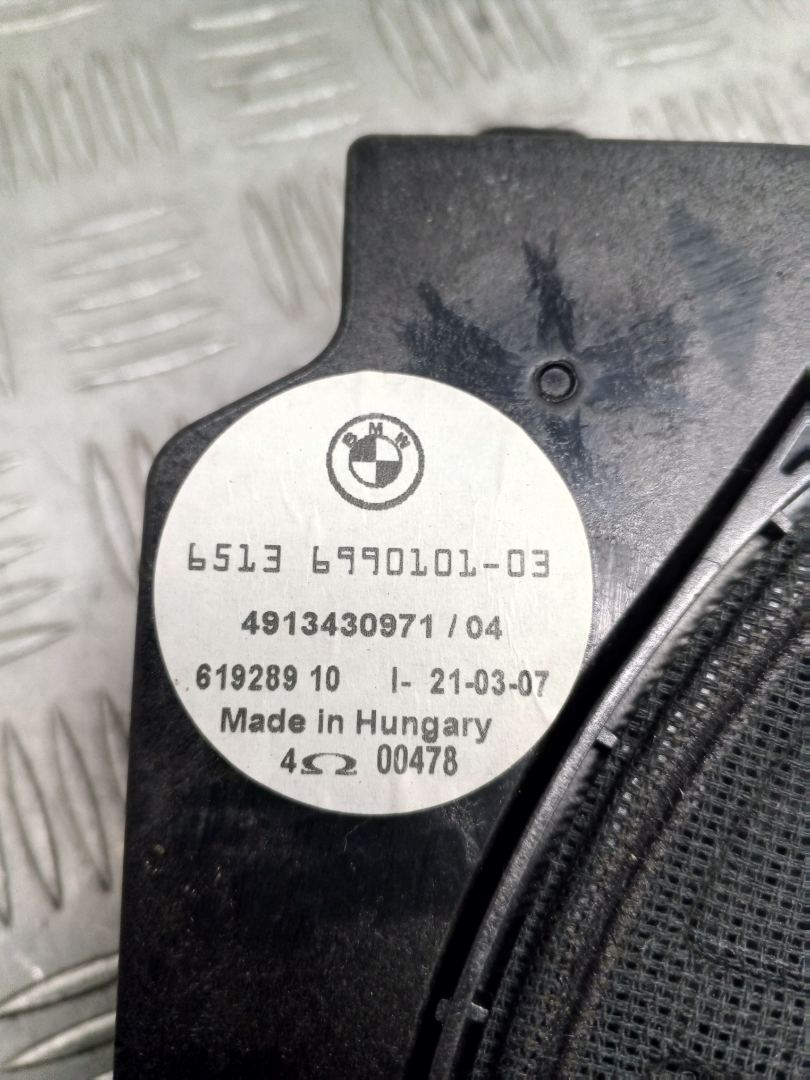 BMW
6513 6990101-03
4913430971 / 04
619289 10 I- 21-03-07
Made in Hungary
4Ω 00478